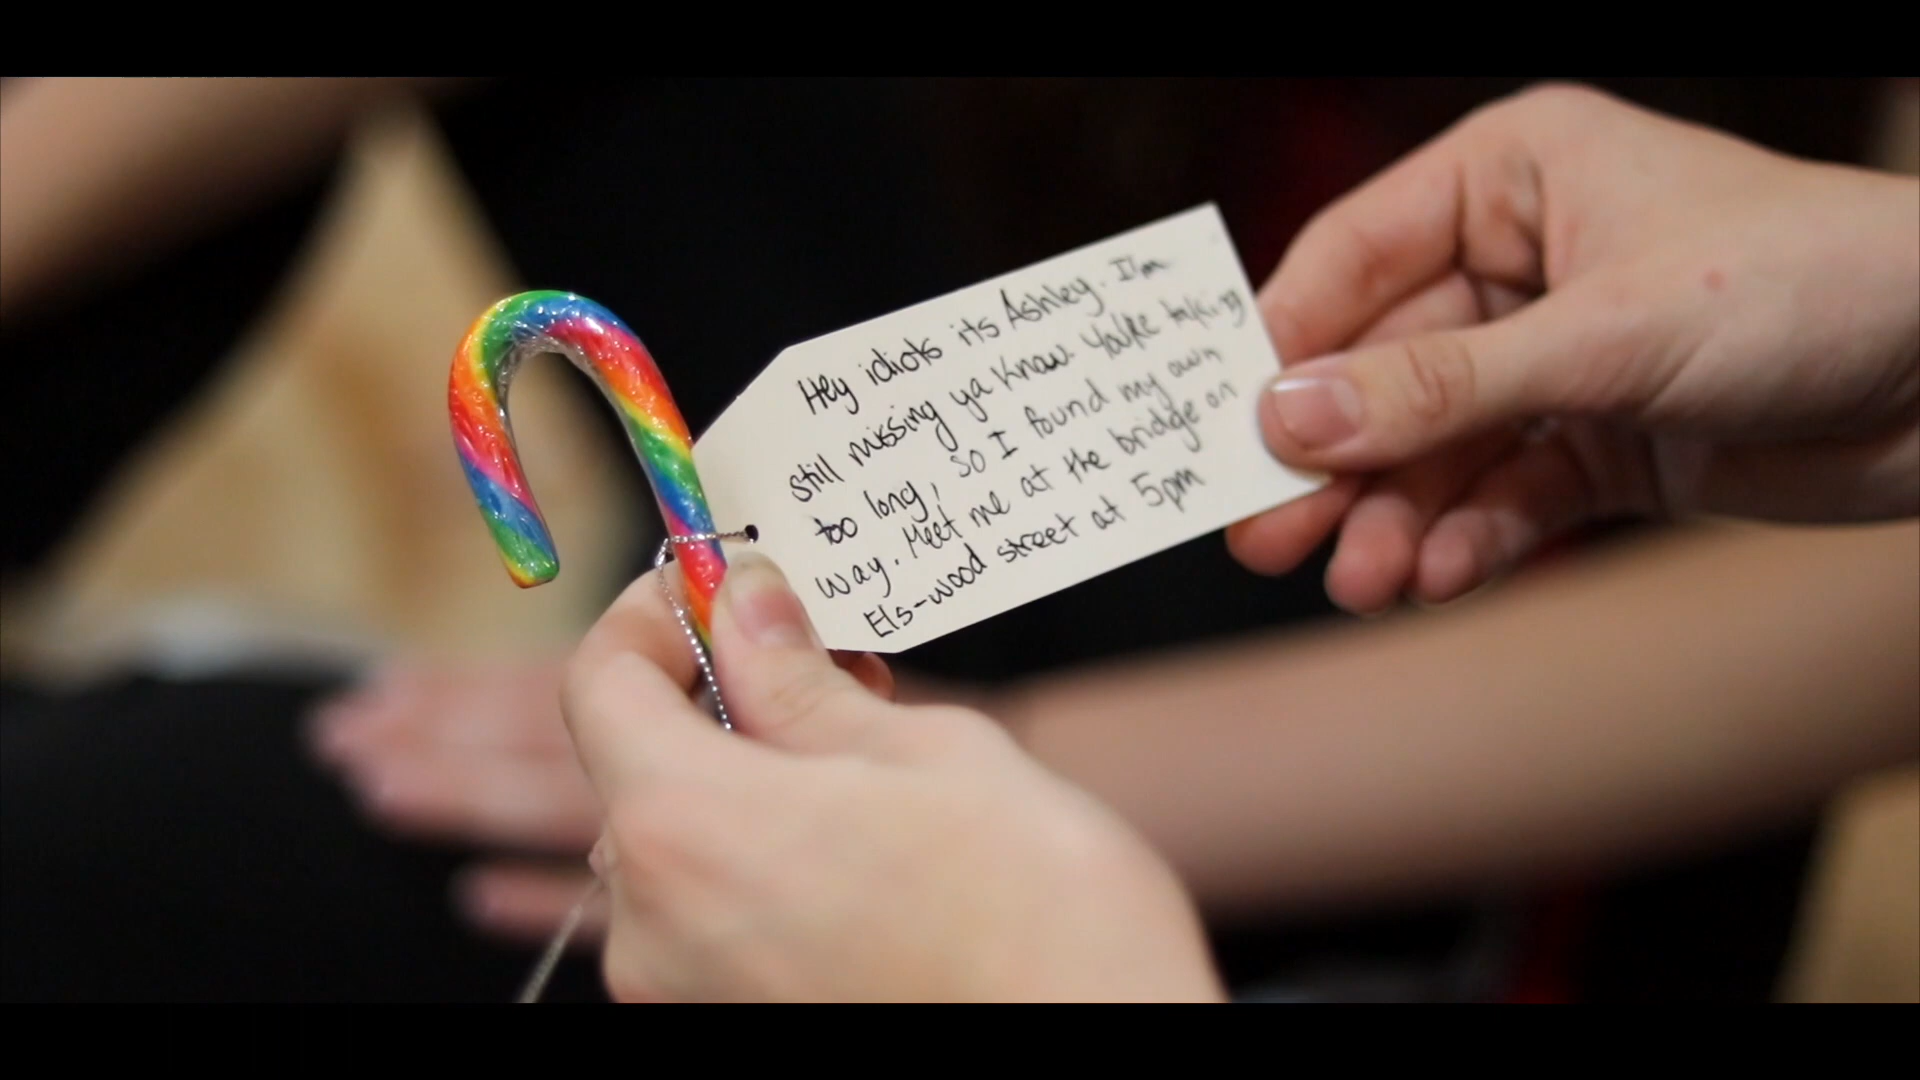 Hey idiots its Ashley. I'm
still missing ya know. You're taking
too long, so I found my own
way. Meet me at the bridge on
Els-wood street at 5pm